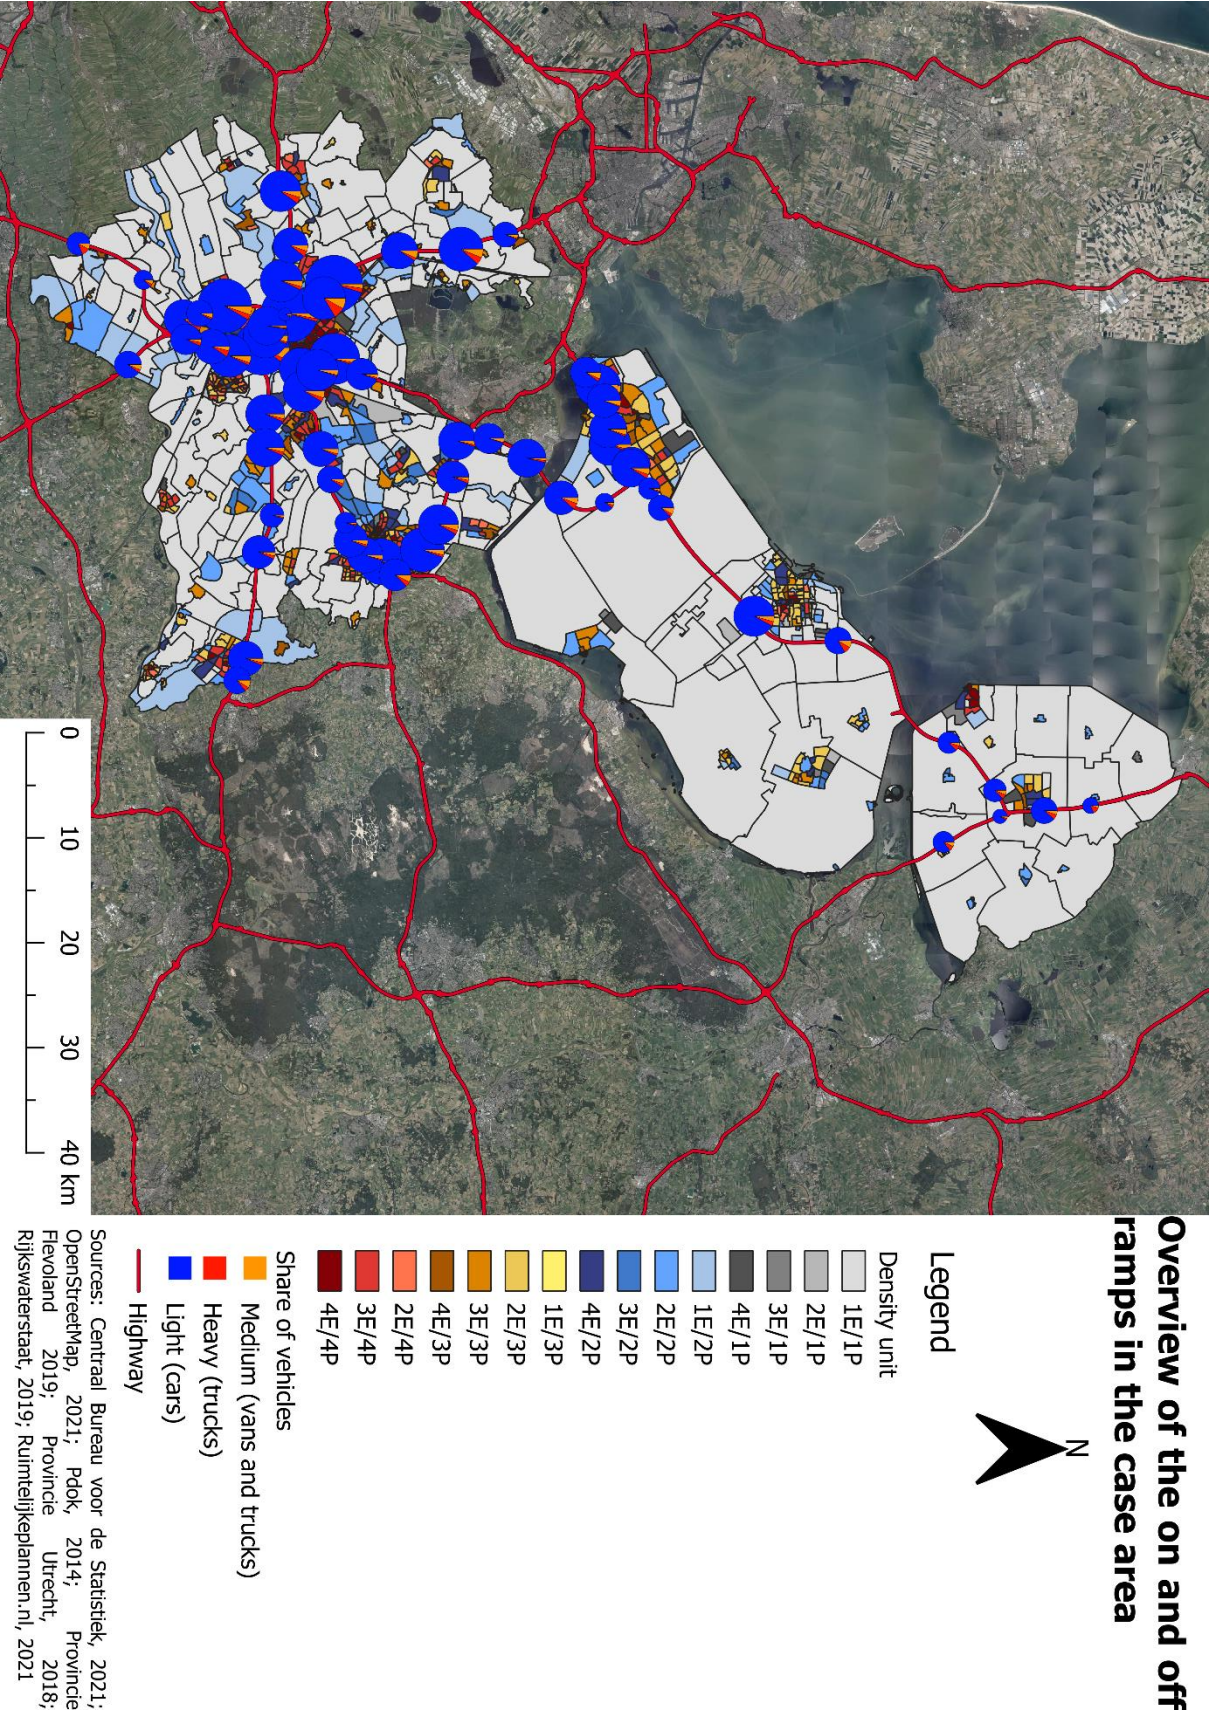 Overview of the on and off
ramps in the case area
N
Legend
Density unit
1E/1P
2E/1P
3E/1P
4E/1P
1E/2P
2E/2P
3E/2P
4E/2P
1E/3P
2E/3P
3E/3P
4E/3P
2E/4P
3E/4P
4E/4P
Share of vehicles
Medium (vans and trucks)
Heavy (trucks)
Light (cars)
Highway
Sources: Centraal Bureau voor de Statistiek, 2021;
OpenStreetMap, 2021; Pdok, 2014; Provincie
Flevoland 2019; Provincie Utrecht, 2018;
Rijkswaterstaat, 2019; Ruimtelijkeplannen.nl, 2021
0 10 20 30 40 km